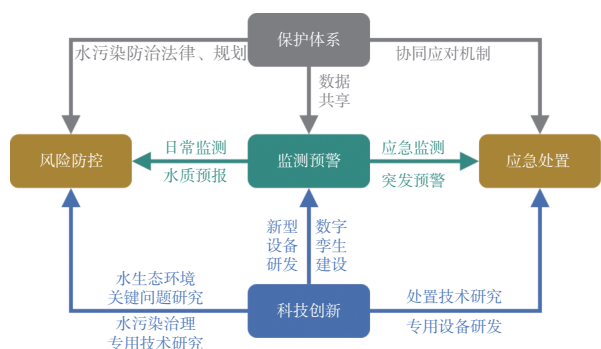 保护体系
水污染防治法律、规划
协同应对机制
数据
共享
风险防控
日常监测
水质预报
监测预警
应急监测
突发预警
应急处置
新型
设备
研发
数字
孪生
建设
水生态环境
关键问题研究
水污染治理
专用技术研究
科技创新
处置技术研究
专用设备研发